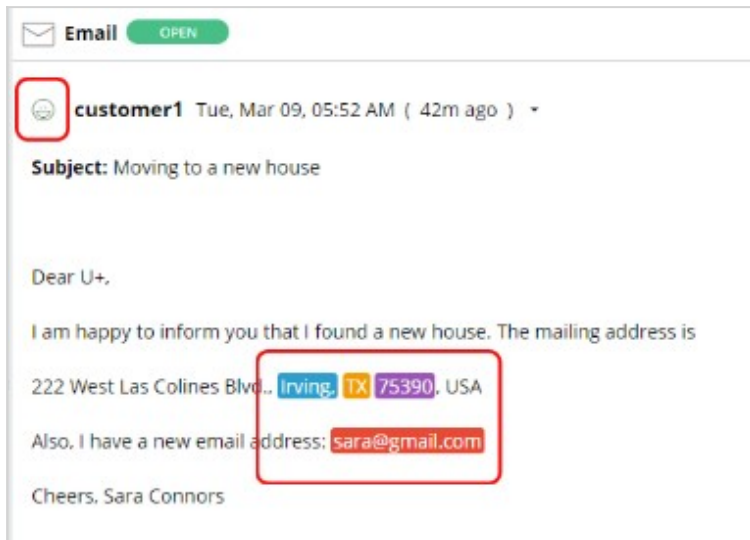 Email OPEN
customer1 Tue, Mar 09, 05:52 AM ( 42m ago )
Subject: Moving to a new house
Dear U+,
I am happy to inform you that I found a new house. The mailing address is
222 West Las Colines Blvd., Irving, TX 75390, USA
Also, I have a new email address: sara@gmail.com
Cheers, Sara Connors